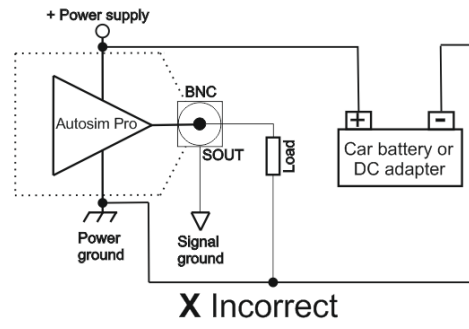 + Power supply
BNC
Autosim Pro
SOUT
Load
+
-
Car battery or
DC adapter
Power
ground
Signal
ground
X Incorrect